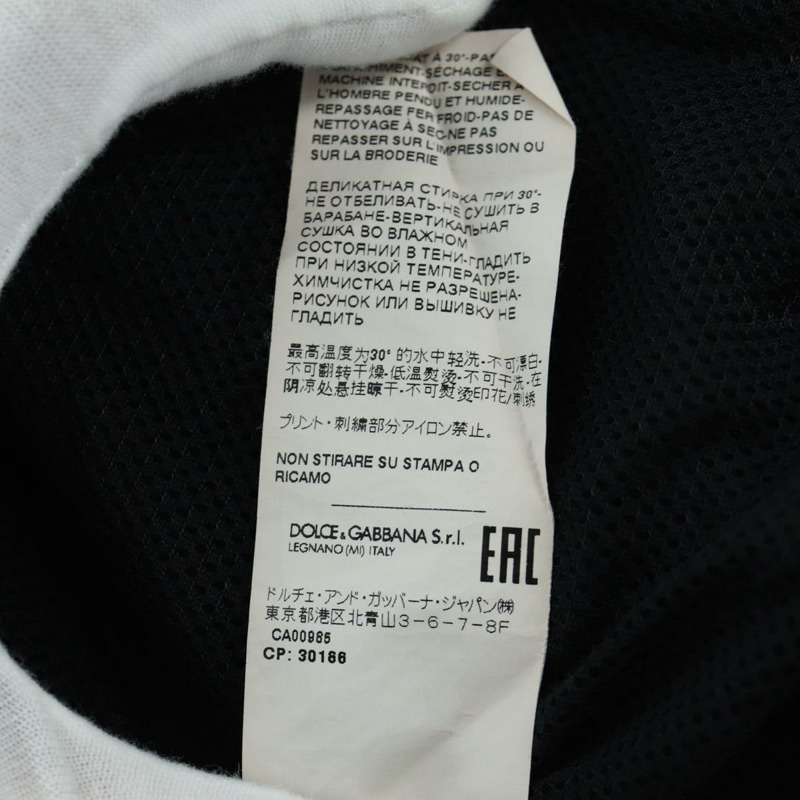 À 30°-PAS
MACHINE INTERDIT-SÉCHER À
L'HOMBRE PENDU ET HUMIDE-
REPASSAGE FER FROID-PAS DE
NETTOYAGE À SEC-NE PAS
REPASSER SUR L'IMPRESSION OU
SUR LA BRODERIE
ДЕЛИКАТНАЯ СТИРКА ПРИ 30°-
НЕ ОТБЕЛИВАТЬ-НЕ СУШИТЬ В
БАРАБАНЕ-ВЕРТИКАЛЬНАЯ
СУШКА ВО ВЛАЖНОМ
СОСТОЯНИИ В ТЕНИ-ГЛАДИТЬ
ПРИ НИЗКОЙ ТЕМПЕРАТУРЕ-
ХИМЧИСТКА НЕ РАЗРЕШЕНА-
РИСУНОК ИЛИ ВЫШИВКУ НЕ
ГЛАДИТЬ
最高温度为30° 的水中轻洗-不可漂白-
不可翻转干燥-低温熨烫-不可干洗-在
阴凉处悬挂晾干-不可熨烫印花/刺绣
プリント・刺繍部分アイロン禁止。
NON STIRARE SU STAMPA O
RICAMO
DOLCE & GABBANA S.r.l.
LEGNANO (MI) ITALY
EAC
ドルチェ・アンド・ガッバーナ・ジャパン㈱
東京都港区北青山3-6-7-8F
CA00985
CP: 30186